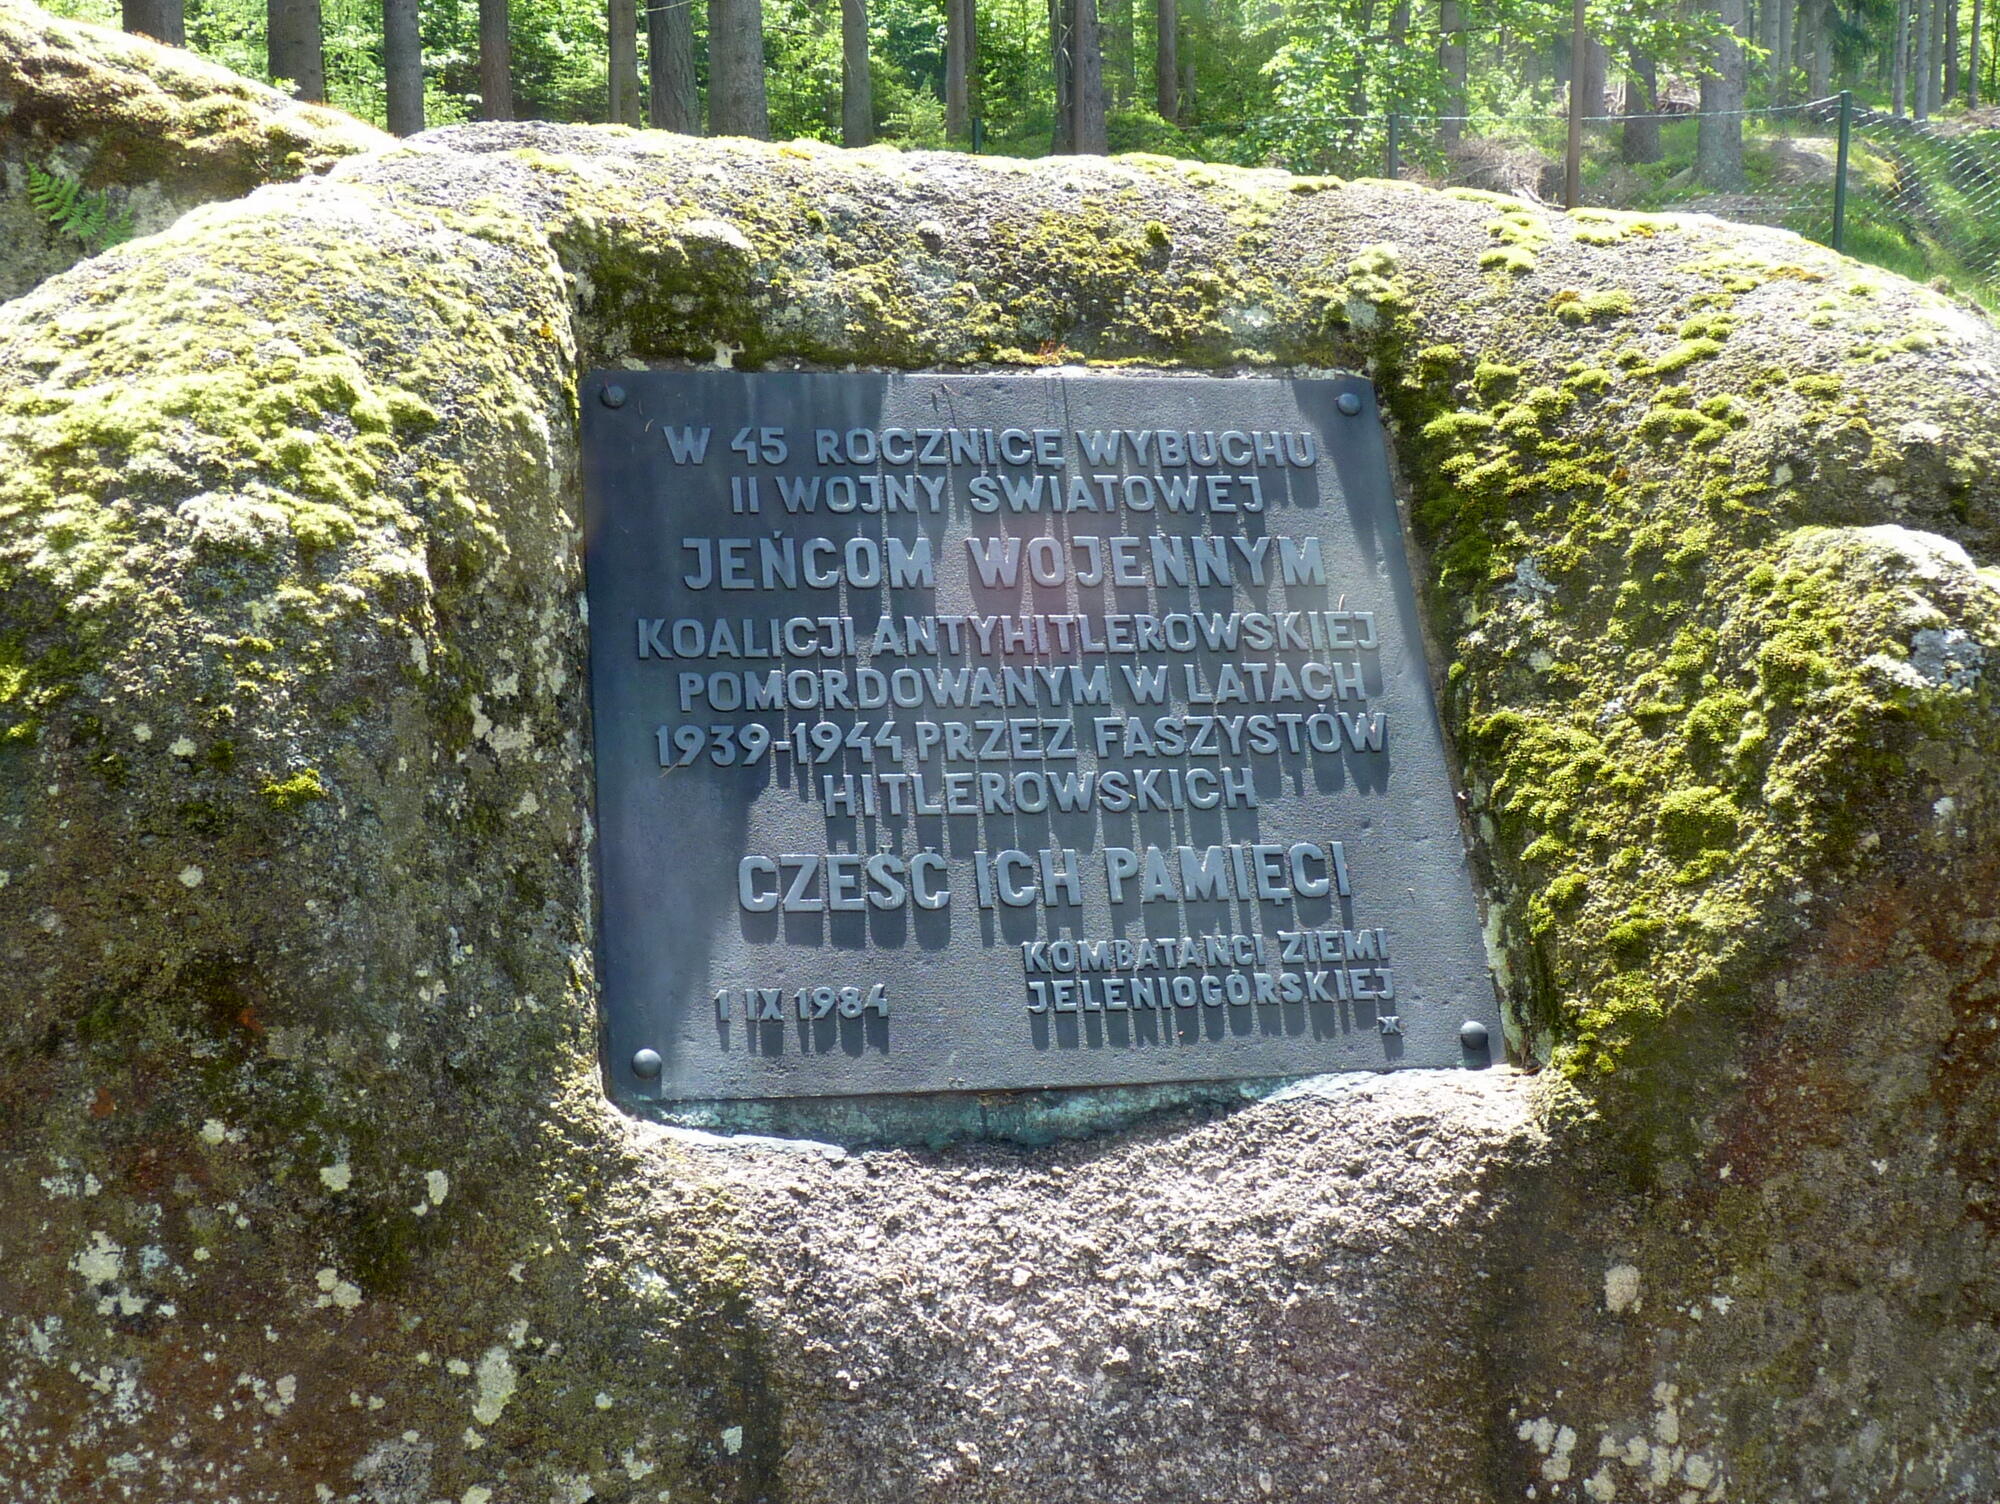 W 45 ROCZNICĘ WYBUCHU
II WOJNY ŚWIATOWEJ
JEŃCOM WOJENNYM
KOALICJI ANTYHITLEROWSKIEJ
POMORDOWANYM W LATACH
1939-1944 PRZEZ FASZYSTÓW
HITLEROWSKICH
CZEŚĆ ICH PAMIĘCI
KOMBATANCI ZIEMI
JELENIOGÓRSKIEJ
1 IX 1984